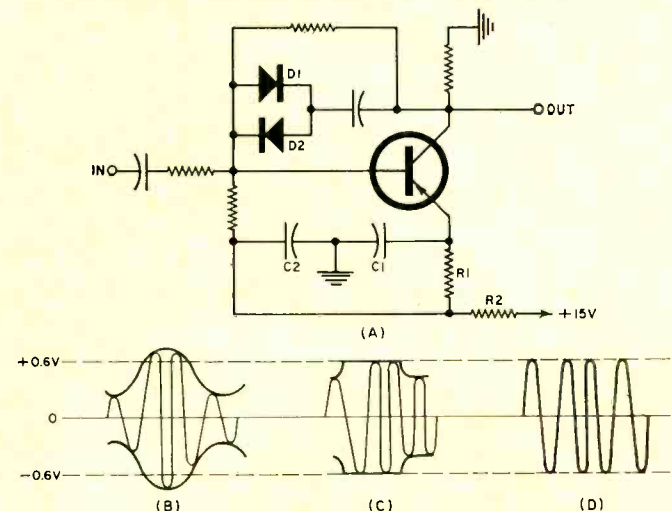 D1
D2
OUT
IN
C2
C1
R1
R2
+15V
(A)
+0.6V
0
-0.6V
(B)
(C)
(D)